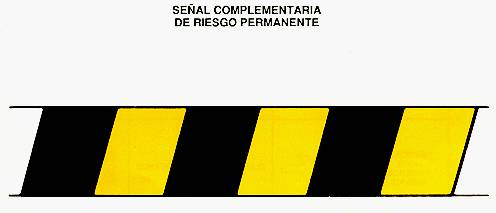 SEÑAL COMPLEMENTARIA
DE RIESGO PERMANENTE